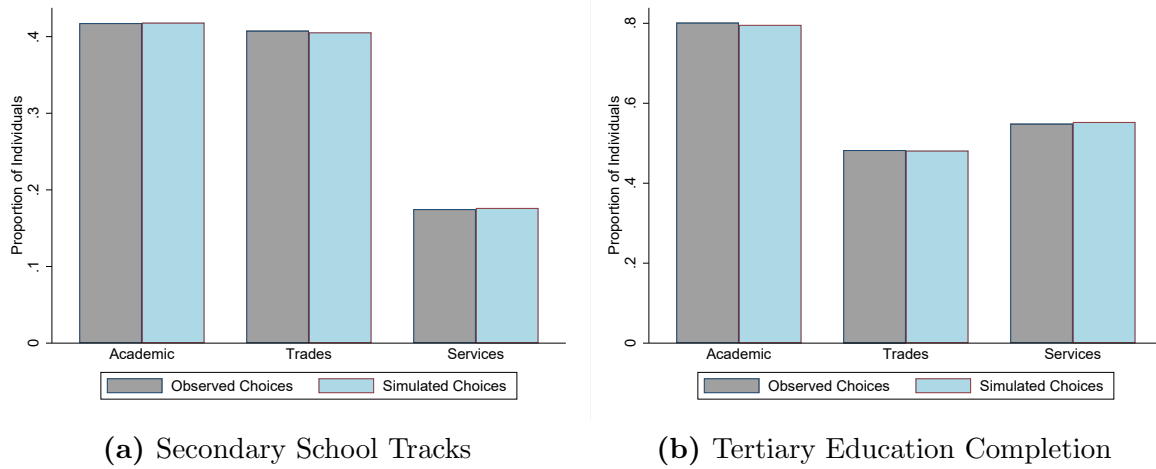 Proportion of Individuals
.4
.3
.2
.1
0
Academic
Trades
Services
Observed Choices
Simulated Choices
(a) Secondary School Tracks
Proportion of Individuals
.8
.6
.4
.2
0
Academic
Trades
Services
Observed Choices
Simulated Choices
(b) Tertiary Education Completion